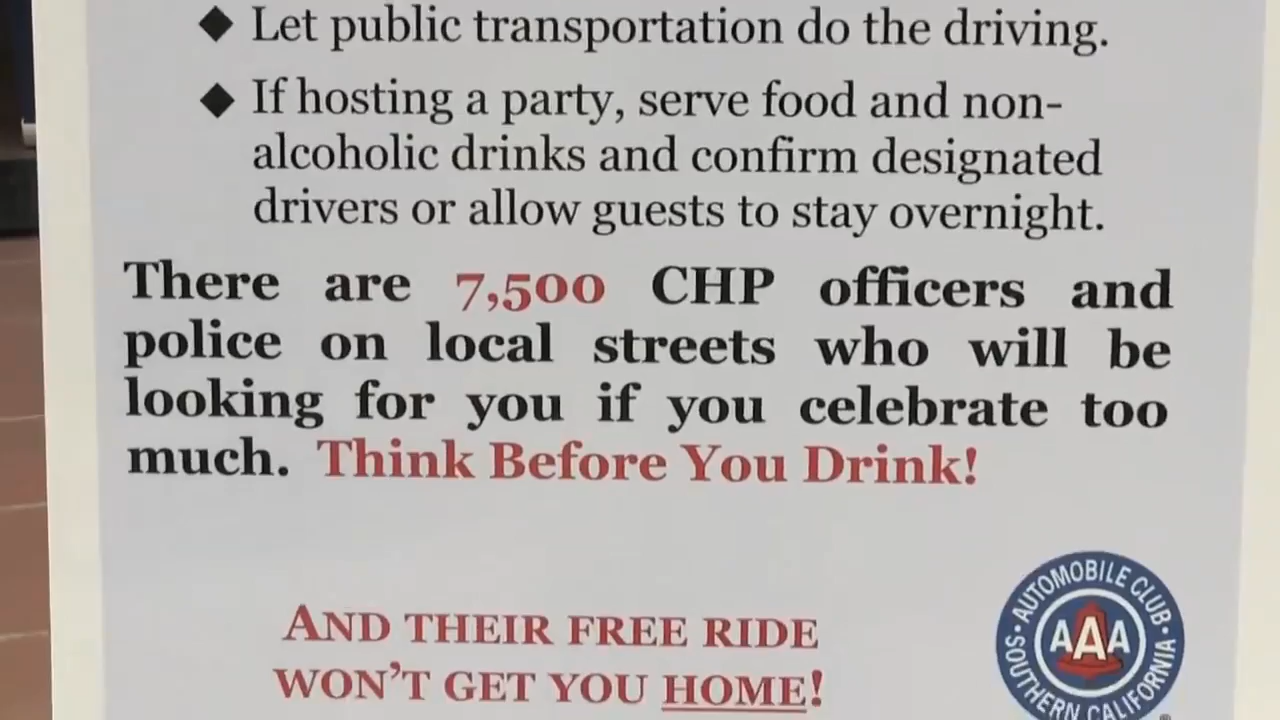 ◆ Let public transportation do the driving.
◆ If hosting a party, serve food and non-
alcoholic drinks and confirm designated
drivers or allow guests to stay overnight.
There are 7,500 CHP officers and
police on local streets who will be
looking for you if you celebrate too
much. Think Before You Drink!
AND THEIR FREE RIDE
WON'T GET YOU HOME!
AUTOMOBILE CLUB
AAA
SOUTHERN CALIFORNIA
®